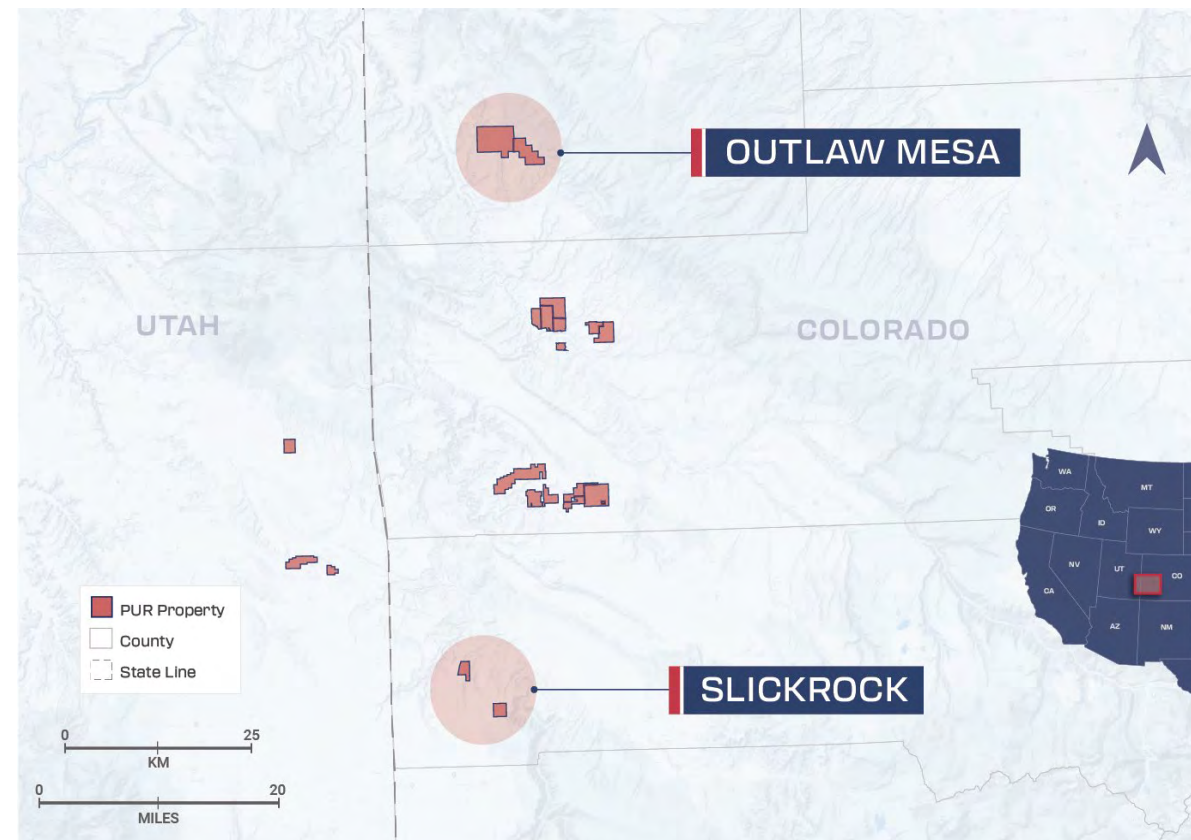 OUTLAW MESA
UTAH
COLORADO
WA
MT
OR
ID
WY
NV
UT
CO
CA
AZ
NM
PUR Property
County
State Line
SLICKROCK
0 25
KM
0 20
MILES